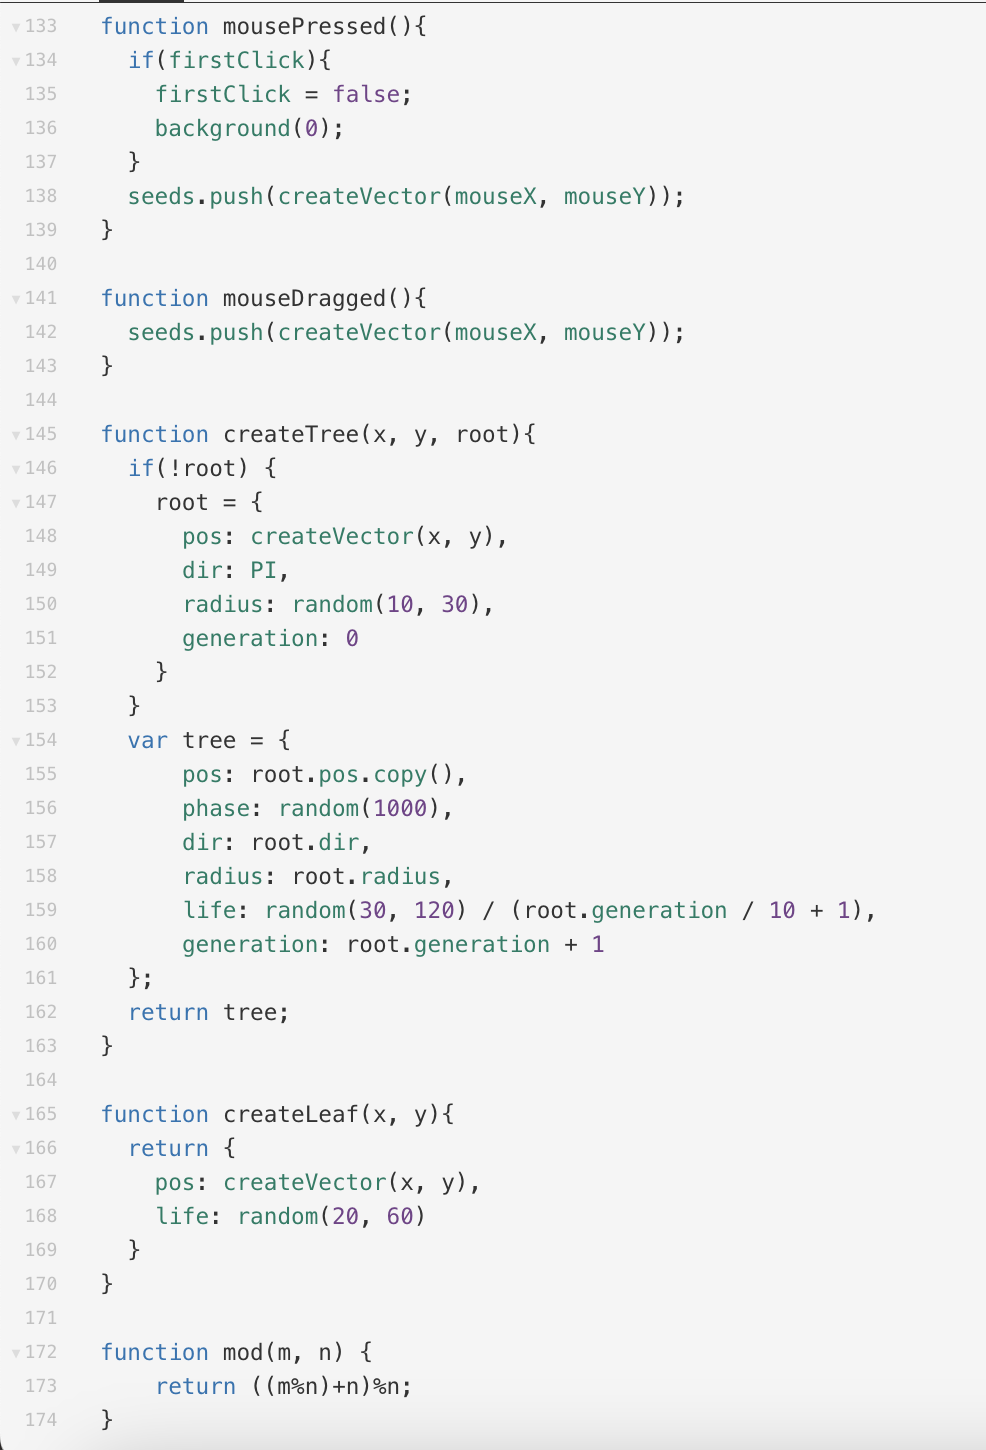 133 function mousePressed(){
134   if(firstClick){
135     firstClick = false;
136     background(0);
137   }
138   seeds.push(createVector(mouseX, mouseY));
139 }
140
141 function mouseDragged(){
142   seeds.push(createVector(mouseX, mouseY));
143 }
144
145 function createTree(x, y, root){
146   if(!root) {
147     root = {
148       pos: createVector(x, y),
149       dir: PI,
150       radius: random(10, 30),
151       generation: 0
152     }
153   }
154   var tree = {
155       pos: root.pos.copy(),
156       phase: random(1000),
157       dir: root.dir,
158       radius: root.radius,
159       life: random(30, 120) / (root.generation / 10 + 1),
160       generation: root.generation + 1
161   };
162   return tree;
163 }
164
165 function createLeaf(x, y){
166   return {
167     pos: createVector(x, y),
168     life: random(20, 60)
169   }
170 }
171
172 function mod(m, n) {
173     return ((m%n)+n)%n;
174 }